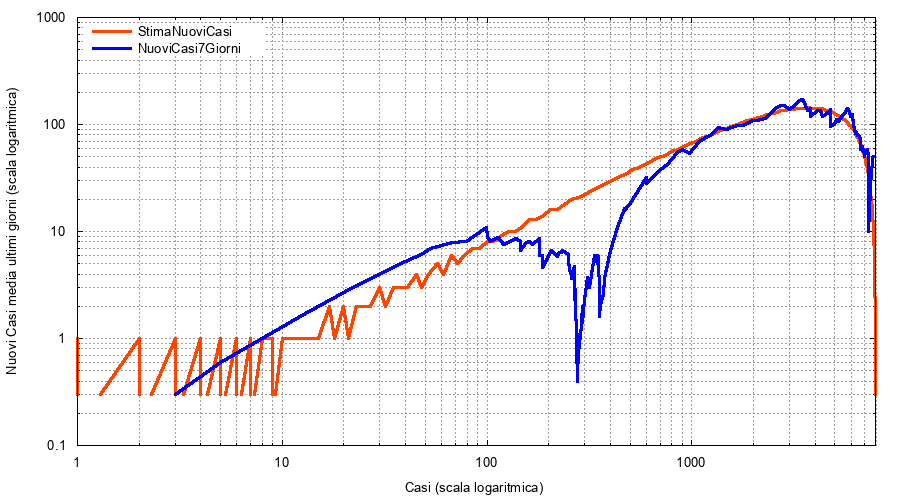 1000
StimaNuoviCasi
NuoviCasi7Giorni
100
10
1
0.1
Nuovi Casi media ultimi giorni (scala logaritmica)
1 10 100 1000
Casi (scala logaritmica)